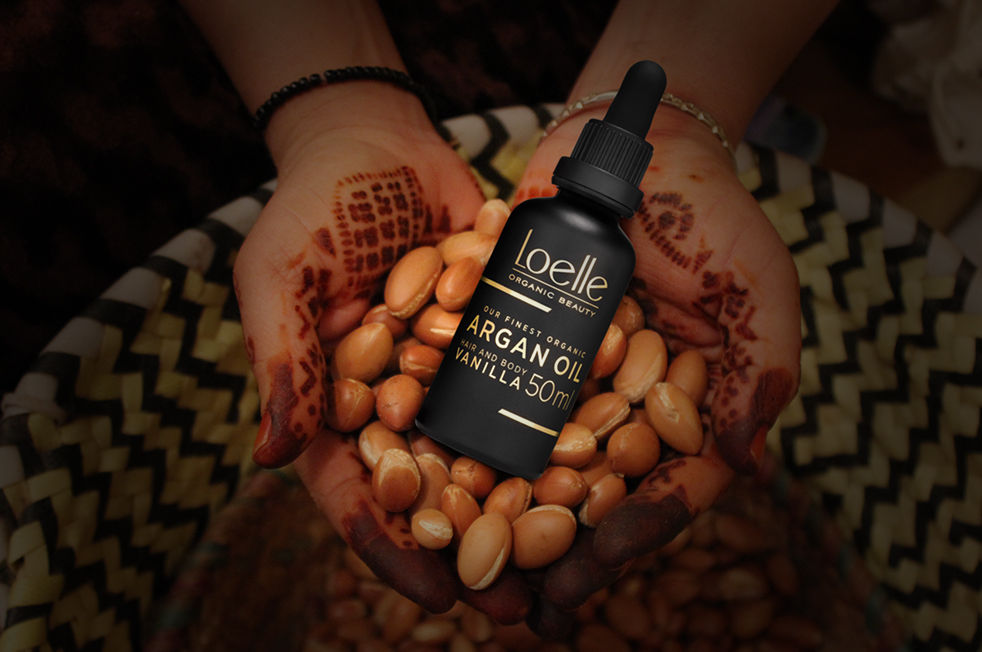 Loelle
ORGANIC BEAUTY
OUR FINEST ORGANIC
ARGAN OIL
HAIR AND BODY
VANILLA 50ml